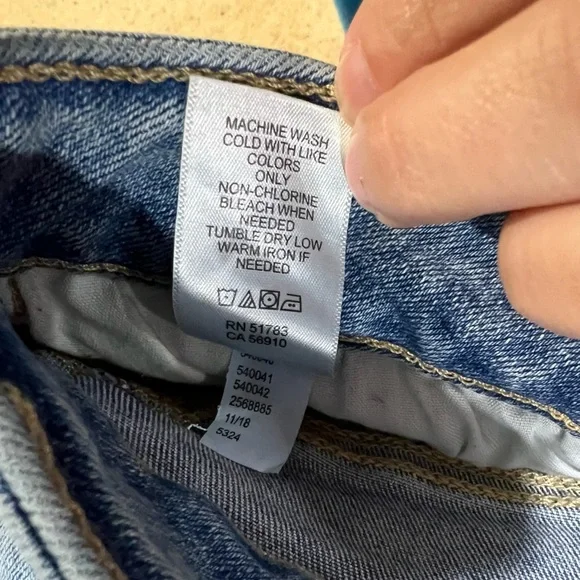 MACHINE WASH
COLD WITH LIKE
COLORS
ONLY
NON-CHLORINE
BLEACH WHEN
NEEDED
TUMBLE DRY LOW
WARM IRON IF
NEEDED
RN 51783
CA 56910
540041
540042
2568885
11/18
5324